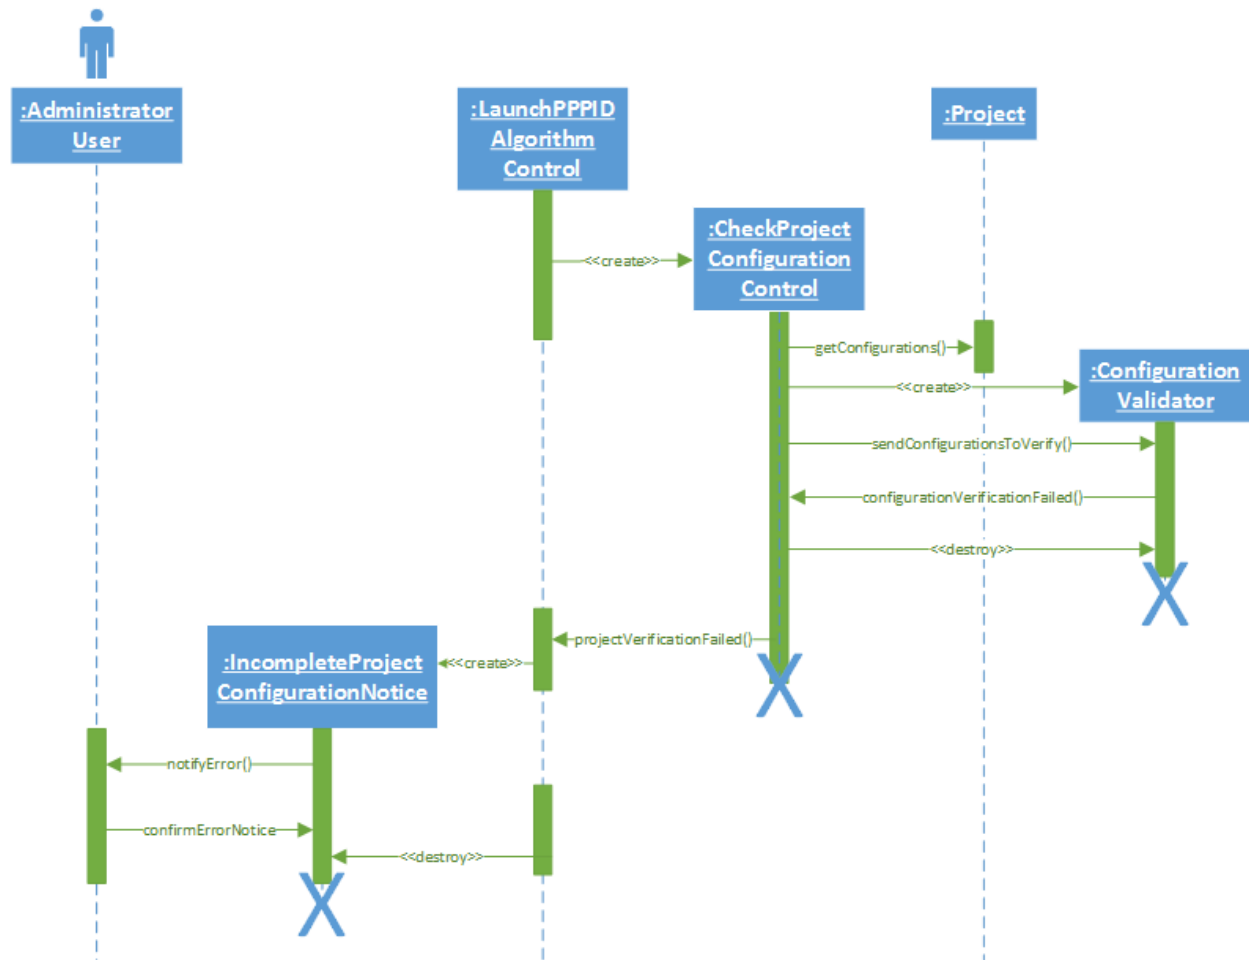 :Administrator
User
:LaunchPPPID
Algorithm
Control
:Project
:CheckProject
Configuration
Control
<<create>>
getConfigurations()
:Configuration
Validator
<<create>>
sendConfigurationsToVerify()
configurationVerificationFailed()
<<destroy>>
projectVerificationFailed()
:IncompleteProject
ConfigurationNotice
<<create>>
notifyError()
confirmErrorNotice
<<destroy>>